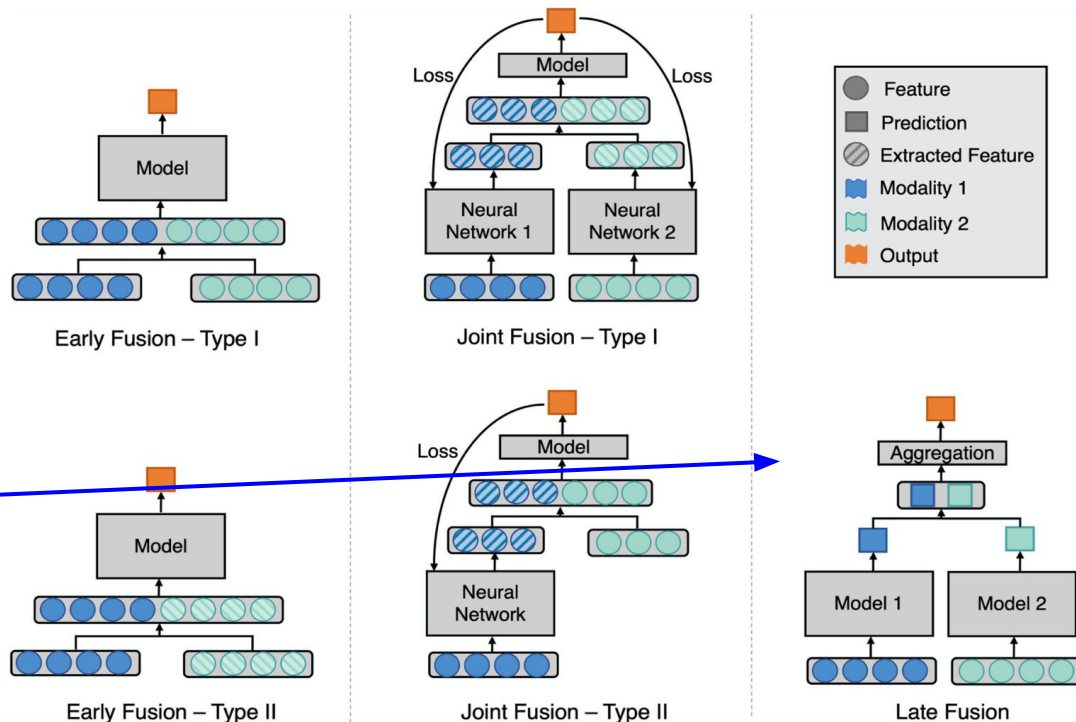 Model
Early Fusion – Type I
Loss
Loss
Model
Neural
Network 1
Neural
Network 2
Joint Fusion – Type I
Feature
Prediction
Extracted Feature
Modality 1
Modality 2
Output
Model
Early Fusion – Type II
Loss
Model
Neural
Network
Joint Fusion – Type II
Aggregation
Model 1
Model 2
Late Fusion